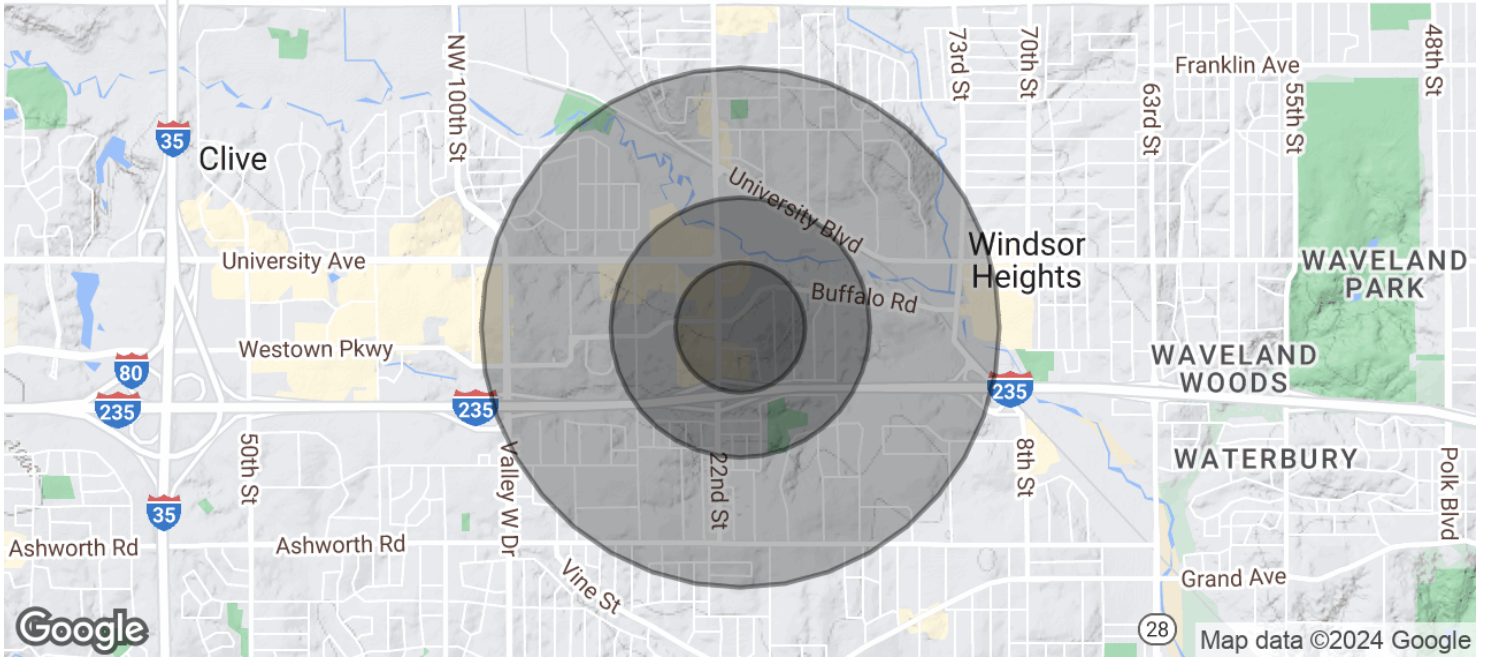 48th St
NW 100th St
73rd St
70th St
Franklin Ave
63rd St
55th St
35
Clive
University Blvd
Windsor
Heights
University Ave
WAVELAND
PARK
Buffalo Rd
Westown Pkwy
WAVELAND
WOODS
80
235
235
235
50th St
Valley W Dr
22nd St
8th St
WATERBURY
Polk Blvd
35
Ashworth Rd
Ashworth Rd
Vine St
Grand Ave
28
Google
Map data ©2024 Google